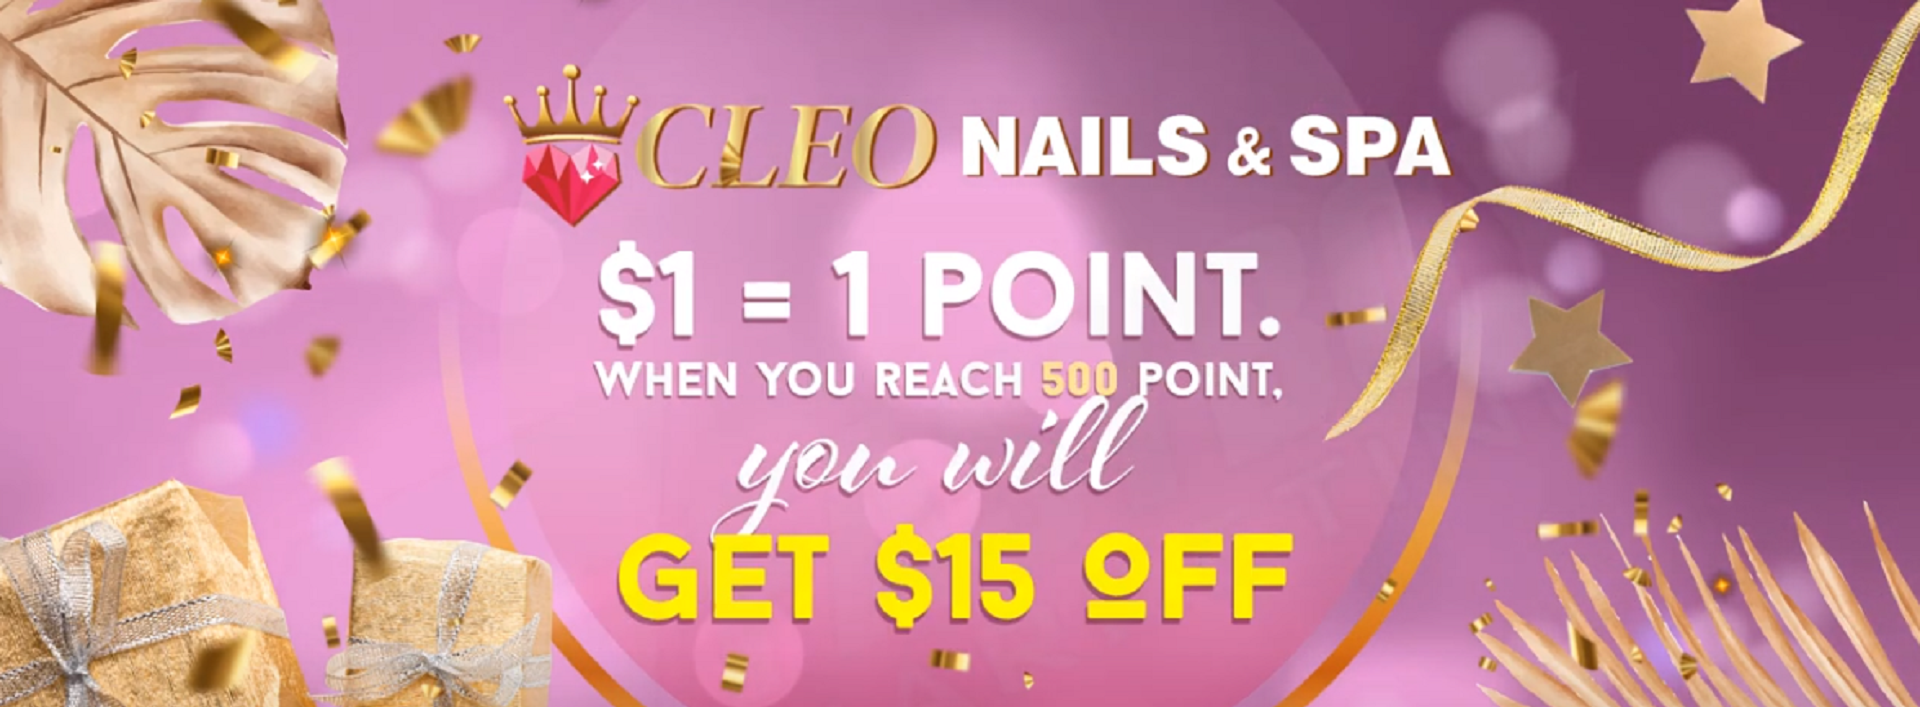 CLEO NAILS & SPA
$1 = 1 POINT.
WHEN YOU REACH 500 POINT,
you will
GET $15 OFF